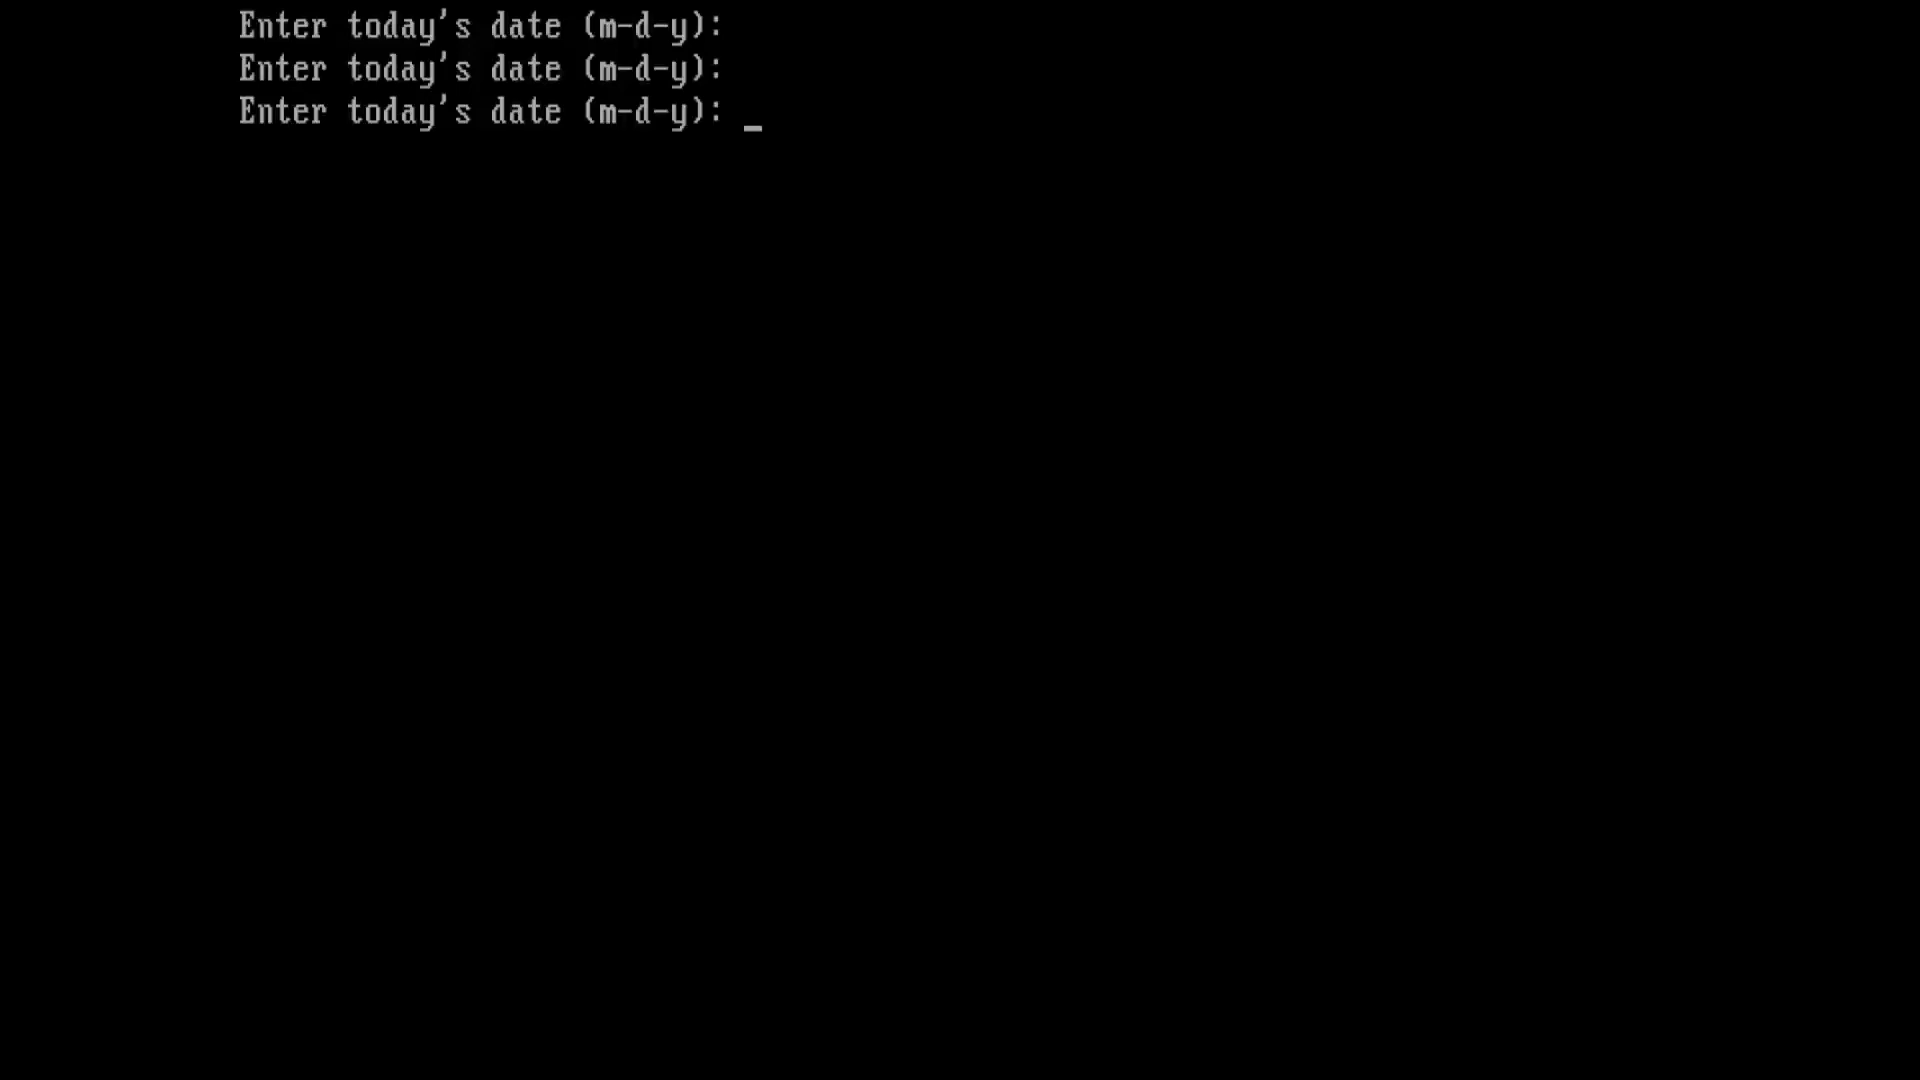 Enter today's date (m-d-y):
Enter today's date (m-d-y):
Enter today's date (m-d-y): _